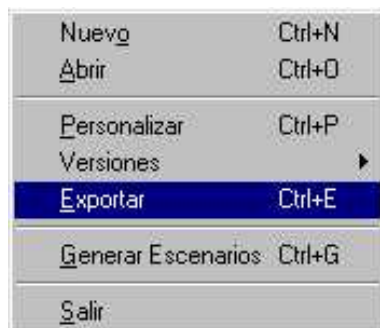 Nuevo Ctrl+N
Abrir Ctrl+O
Personalizar Ctrl+P
Versiones
Exportar Ctrl+E
Generar Escenarios Ctrl+G
Salir